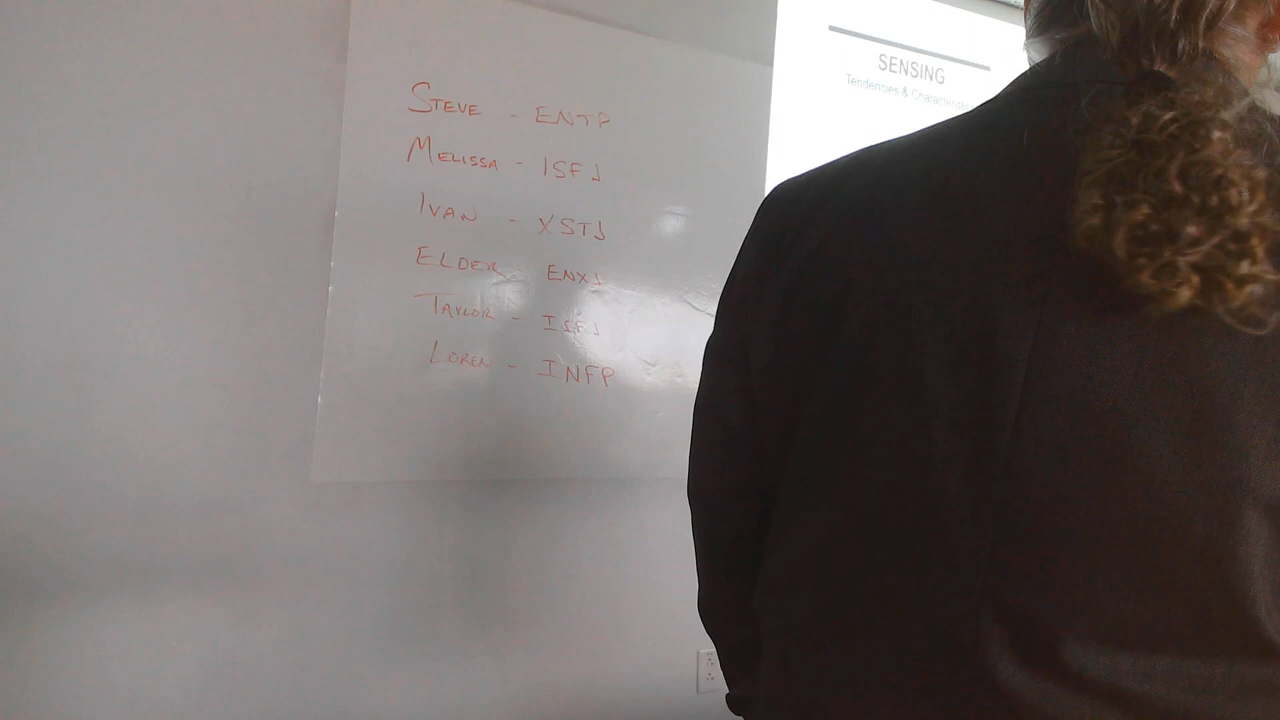 STEVE - ENTP
MELISSA - ISFJ
IVAN - XSTJ
ELDER - ENXJ
TAYLOR - ISFJ
LOREN - INFP
SENSING
Tendencies & Characteristics